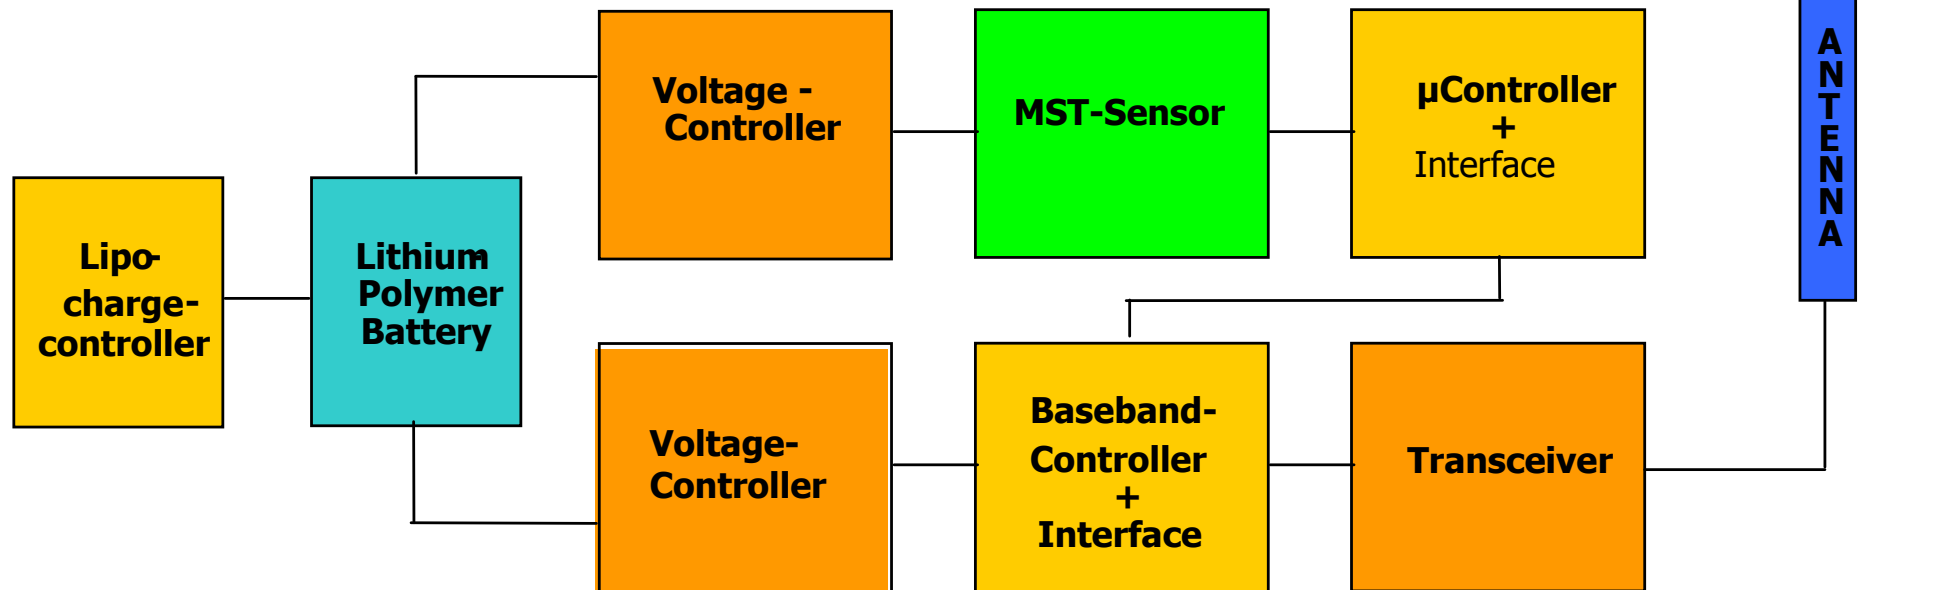 Lipo-
charge-
controller
Lithium-
Polymer
Battery
Voltage -
Controller
MST-Sensor
µController
+
Interface
Voltage-
Controller
Baseband-
Controller
+
Interface
Transceiver
A
N
T
E
N
N
A